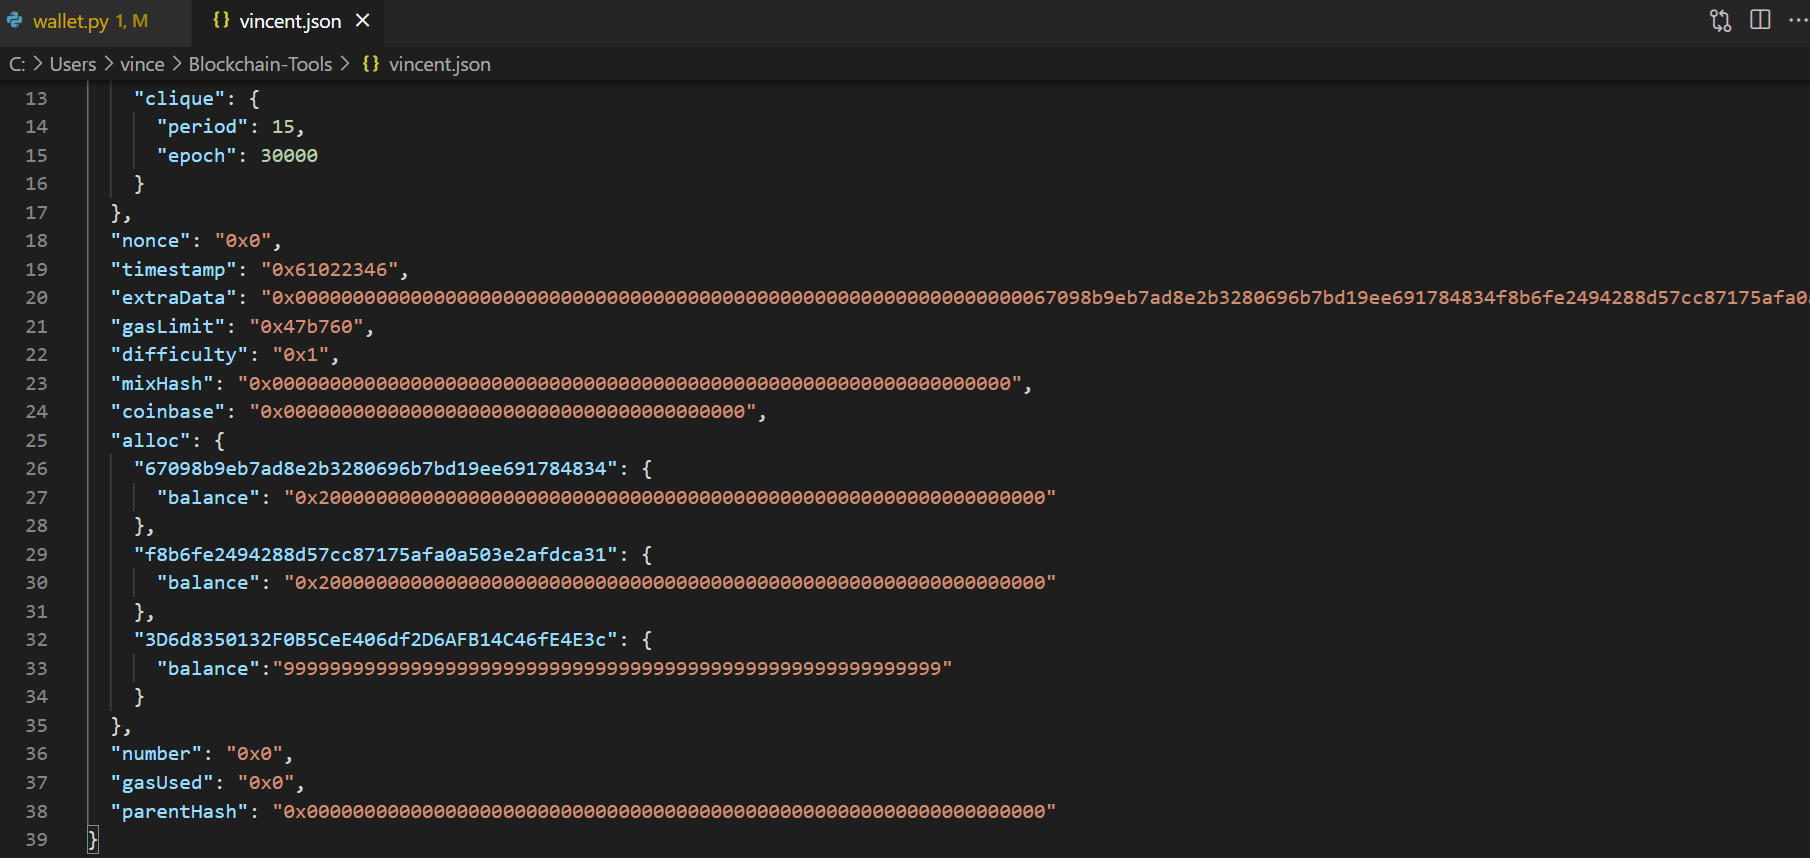 wallet.py 1, M
{} vincent.json
C: > Users > vince > Blockchain-Tools > {} vincent.json
13 "clique": {
14 "period": 15,
15 "epoch": 30000
16 }
17 },
18 "nonce": "0x0",
19 "timestamp": "0x61022346",
20 "extraData": "0x000000000000000000000000000000000000000000000000000000000000000067098b9eb7ad8e2b3280696b7bd19ee691784834f8b6fe2494288d57cc87175afa0a
21 "gasLimit": "0x47b760",
22 "difficulty": "0x1",
23 "mixHash": "0x0000000000000000000000000000000000000000000000000000000000000000",
24 "coinbase": "0x0000000000000000000000000000000000000000",
25 "alloc": {
26 "67098b9eb7ad8e2b3280696b7bd19ee691784834": {
27 "balance": "0x200000000000000000000000000000000000000000000000000000000000000"
28 },
29 "f8b6fe2494288d57cc87175afa0a503e2afdca31": {
30 "balance": "0x200000000000000000000000000000000000000000000000000000000000000"
31 },
32 "3D6d8350132F0B5CeE406df2D6AFB14C46fE4E3c": {
33 "balance":"999999999999999999999999999999999999999999999999999999999"
34 }
35 },
36 "number": "0x0",
37 "gasUsed": "0x0",
38 "parentHash": "0x0000000000000000000000000000000000000000000000000000000000000000"
39 }